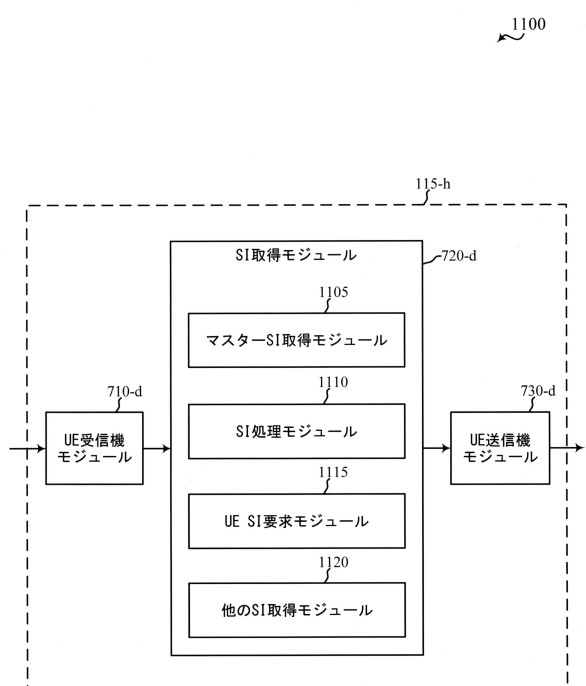 1100
115-h
SI取得モジュール
720-d
1105
マスターSI取得モジュール
710-d
UE受信機
モジュール
1110
SI処理モジュール
730-d
UE送信機
モジュール
1115
UE SI要求モジュール
1120
他のSI取得モジュール